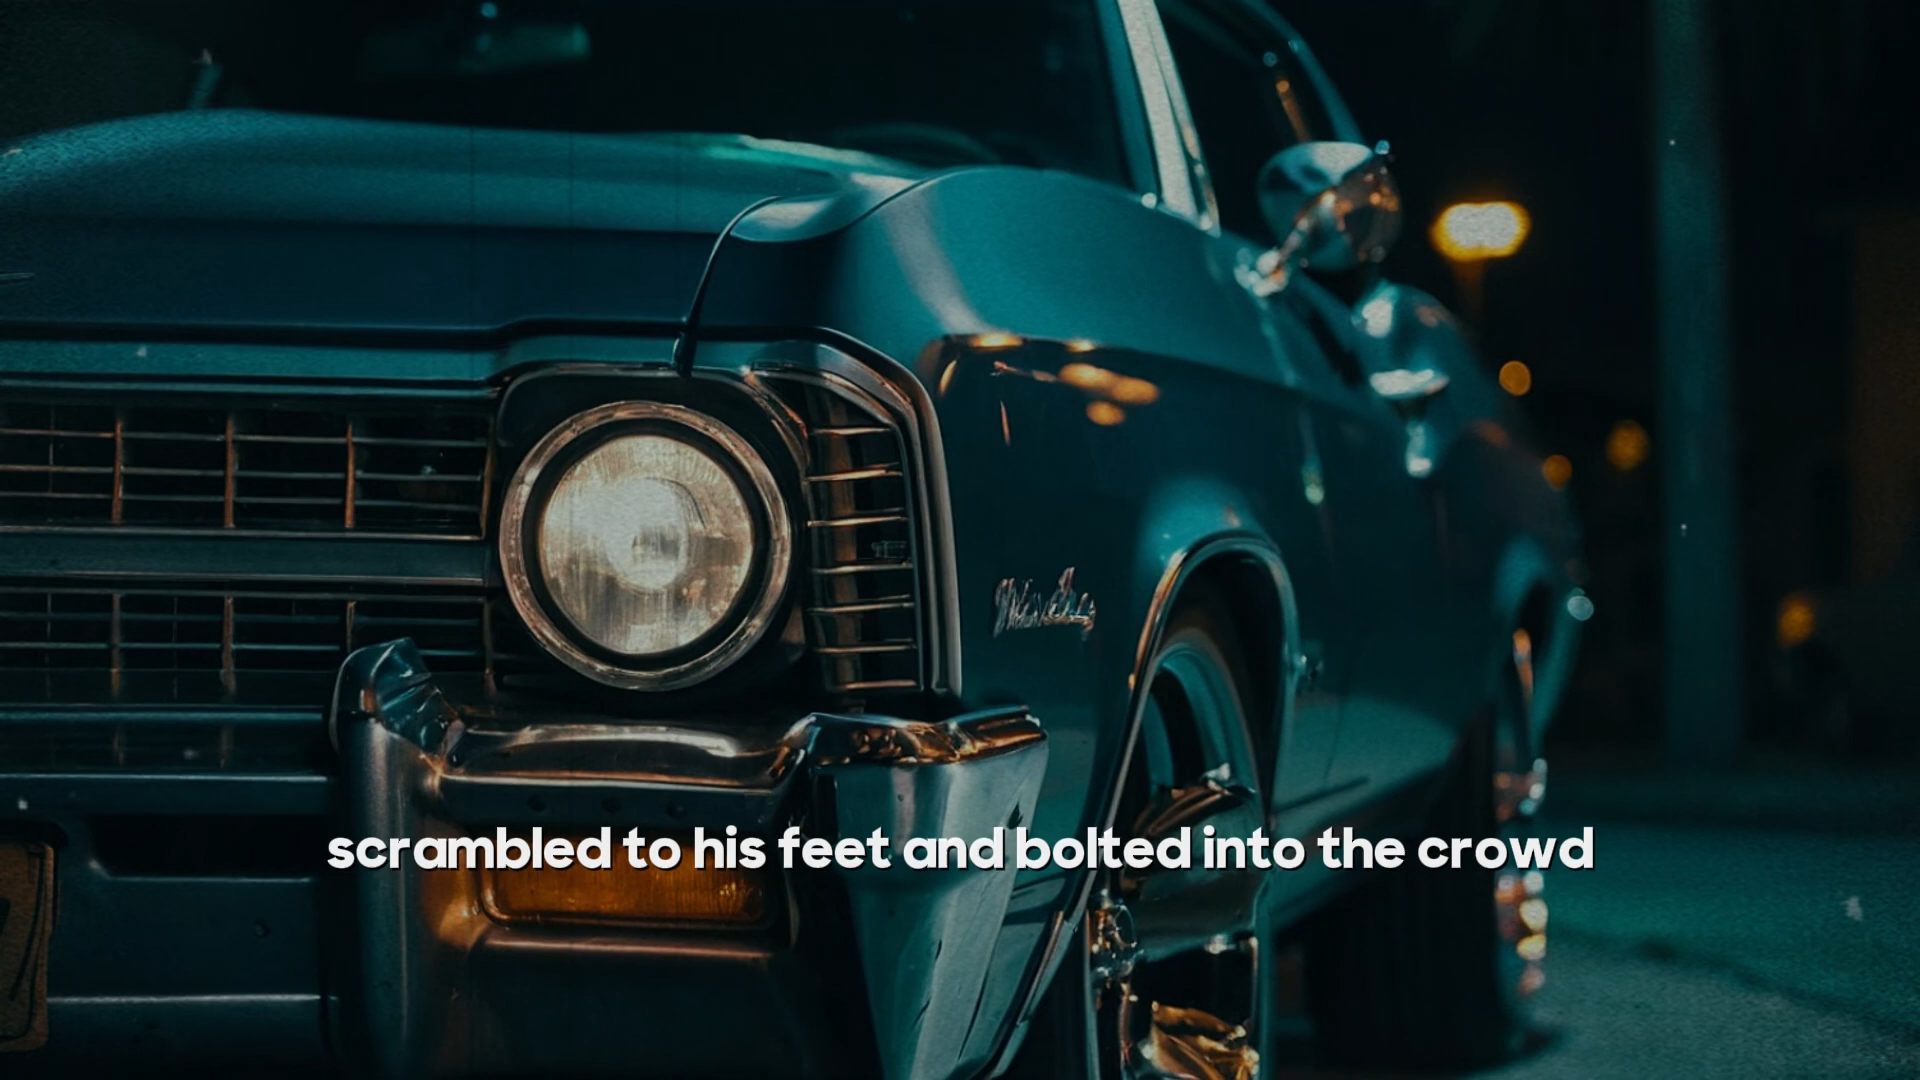 scrambled to his feet and bolted into the crowd